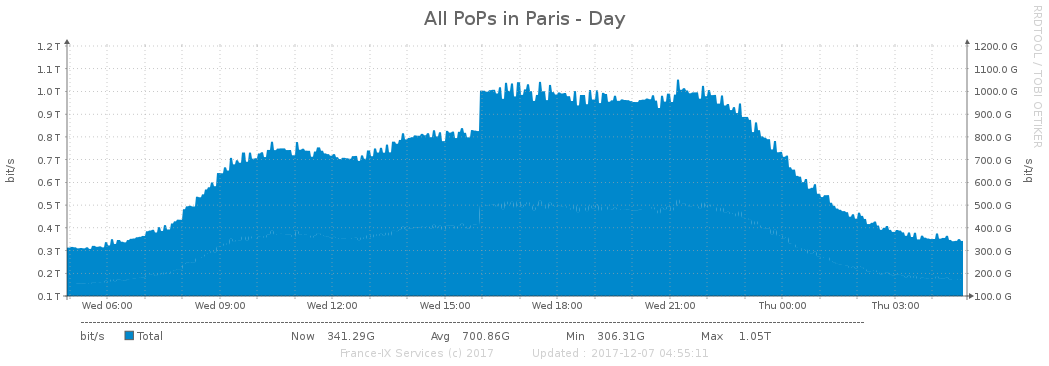 All PoPs in Paris - Day
RRDTOOL / TOBI OETIKER
bit/s
1.2 T
1.1 T
1.0 T
0.9 T
0.8 T
0.7 T
0.6 T
0.5 T
0.4 T
0.3 T
0.2 T
0.1 T
1200.0 G
1100.0 G
1000.0 G
900.0 G
800.0 G
700.0 G
600.0 G
500.0 G
400.0 G
300.0 G
200.0 G
100.0 G
bit/s
Wed 06:00 Wed 09:00 Wed 12:00 Wed 15:00 Wed 18:00 Wed 21:00 Thu 00:00 Thu 03:00
bit/s Total Now 341.29G Avg 700.86G Min 306.31G Max 1.05T
France-IX Services (c) 2017 Updated : 2017-12-07 04:55:11